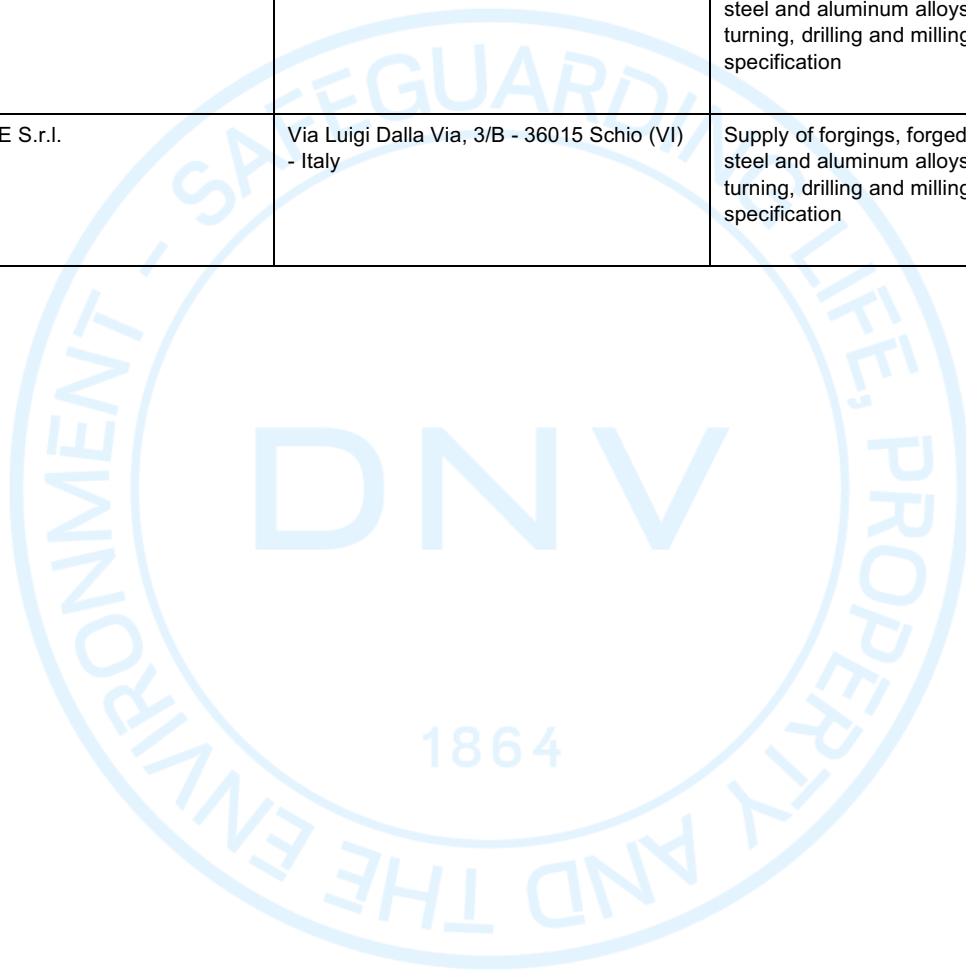 steel and aluminum alloys
turning, drilling and milling
specification
E S.r.l.
Via Luigi Dalla Via, 3/B - 36015 Schio (VI)
- Italy
Supply of forgings, forged
steel and aluminum alloys
turning, drilling and milling
specification
SAFEGUARDING LIFE, PROPERTY AND THE ENVIRONMENT -
DNV
1864